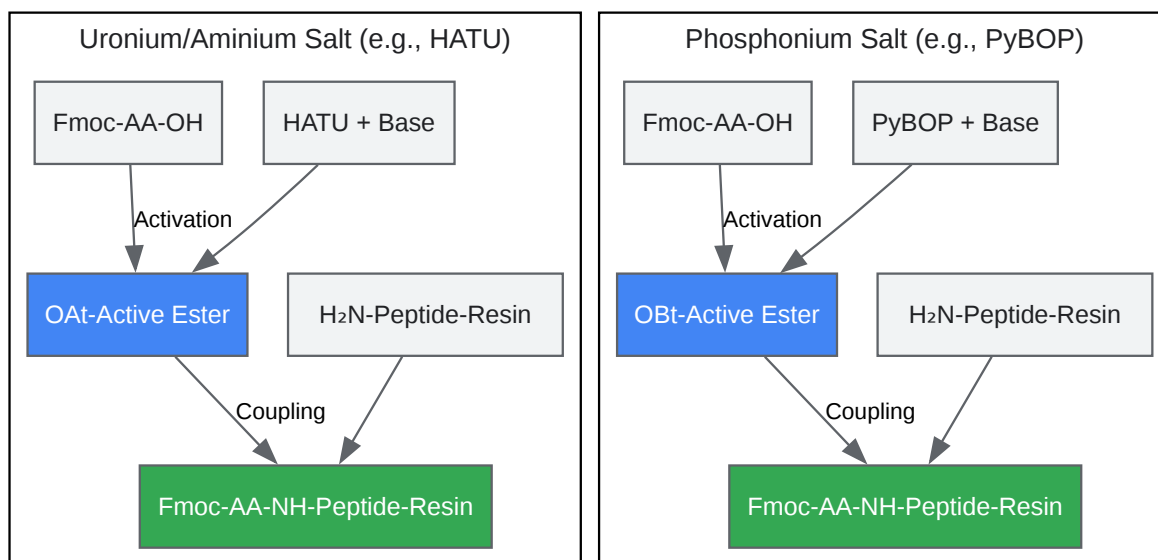 Uronium/Aminium Salt (e.g., HATU)
Fmoc-AA-OH
HATU + Base
Activation
OAt-Active Ester
H₂N-Peptide-Resin
Coupling
Fmoc-AA-NH-Peptide-Resin
Phosphonium Salt (e.g., PyBOP)
Fmoc-AA-OH
PyBOP + Base
Activation
OBt-Active Ester
H₂N-Peptide-Resin
Coupling
Fmoc-AA-NH-Peptide-Resin